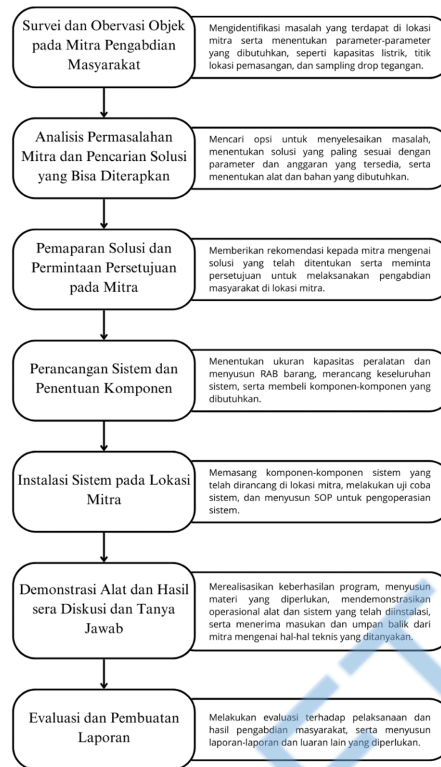 Survei dan Obervasi Objek
pada Mitra Pengabdian
Masyarakat
Mengidentifikasi masalah yang terdapat di lokasi
mitra serta menentukan parameter-parameter
yang dibutuhkan, seperti kapasitas listrik, titik
lokasi pemasangan, dan sampling drop tegangan.
Analisis Permasalahan
Mitra dan Pencarian Solusi
yang Bisa Diterapkan
Mencari opsi untuk menyelesaikan masalah,
menentukan solusi yang paling sesuai dengan
parameter dan anggaran yang tersedia, serta
menentukan alat dan bahan yang dibutuhkan.
Pemaparan Solusi dan
Permintaan Persetujuan
pada Mitra
Memberikan rekomendasi kepada mitra mengenai
solusi yang telah ditentukan serta meminta
persetujuan untuk melaksanakan pengabdian
masyarakat di lokasi mitra.
Perancangan Sistem dan
Penentuan Komponen
Menentukan ukuran kapasitas peralatan dan
menyusun RAB barang, merancang keseluruhan
sistem, serta membeli komponen-komponen yang
dibutuhkan.
Instalasi Sistem pada Lokasi
Mitra
Memasang komponen-komponen sistem yang
telah dirancang di lokasi mitra, melakukan uji coba
sistem, dan menyusun SOP untuk pengoperasian
sistem.
Demonstrasi Alat dan Hasil
sera Diskusi dan Tanya
Jawab
Merealisasikan keberhasilan program, menyusun
materi yang diperlukan, mendemonstrasikan
operasional alat dan sistem yang telah diinstalasi,
serta menerima masukan dan umpan balik dari
mitra mengenai hal-hal teknis yang ditanyakan.
Evaluasi dan Pembuatan
Laporan
Melakukan evaluasi terhadap pelaksanaan dan
hasil pengabdian masyarakat, serta menyusun
laporan-laporan dan luaran lain yang diperlukan.